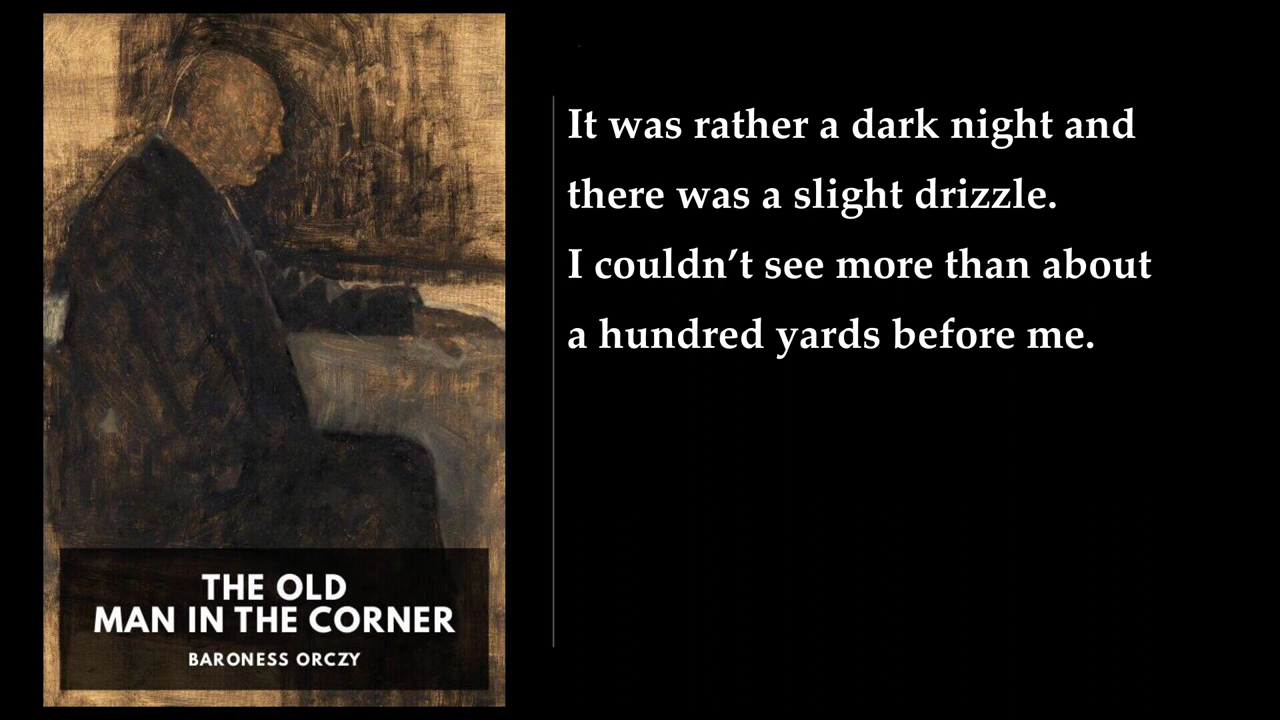 THE OLD
MAN IN THE CORNER
BARONESS ORCZY
It was rather a dark night and
there was a slight drizzle.
I couldn’t see more than about
a hundred yards before me.